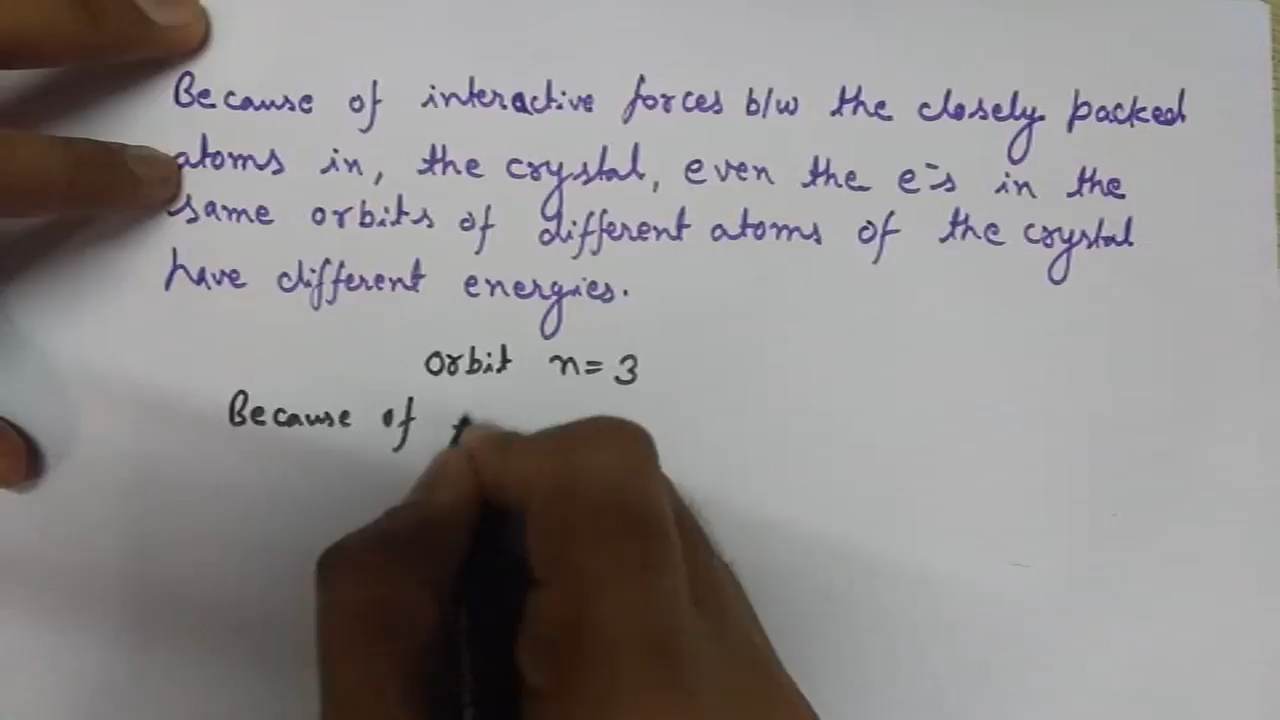 Because of interactive forces b/w the closely packed
atoms in, the crystal, even the e⁻s in the
same orbits of different atoms of the crystal
have different energies.
orbit n=3
Because of